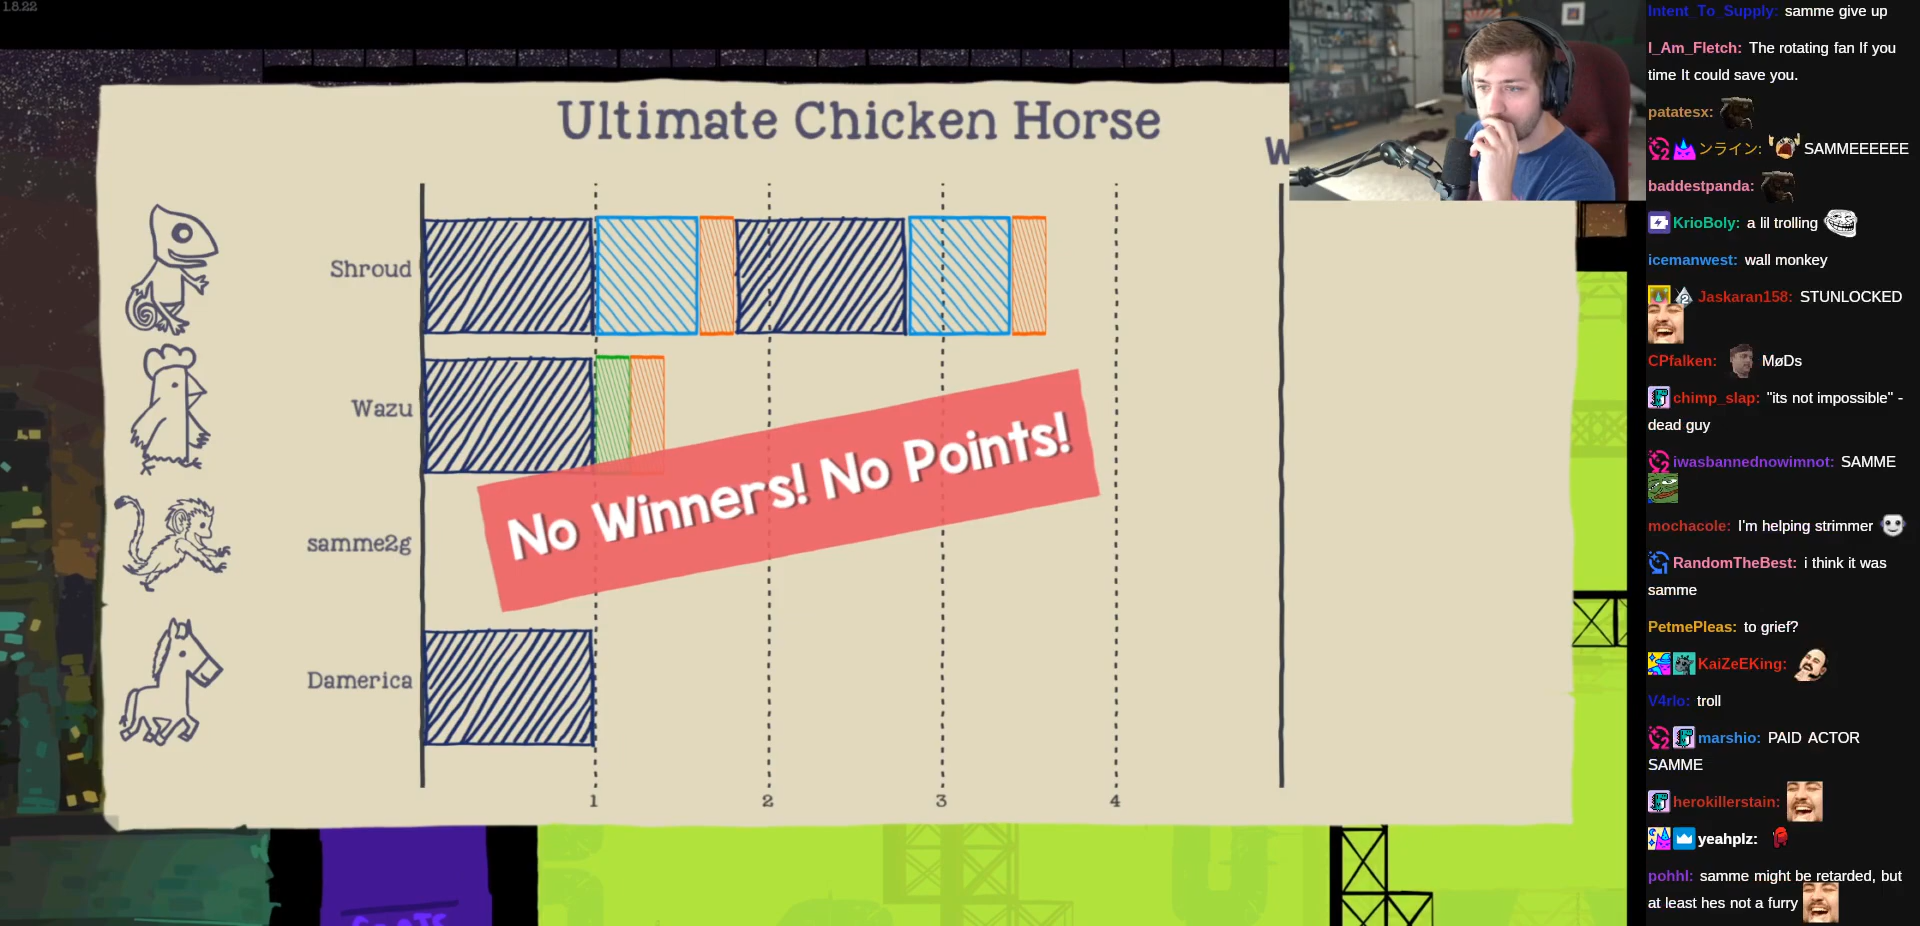 1.8.22
Ultimate Chicken Horse
W
Shroud
Wazu
samme2g
Damerica
No Winners! No Points!
1 2 3 4
Intent_To_Supply: samme give up
I_Am_Fletch: The rotating fan If you
time It could save you.
patatesx:
ンライン: SAMMEEEEEE
baddestpanda:
KrioBoly: a lil trolling
icemanwest: wall monkey
Jaskaran158: STUNLOCKED
CPfalken: MøDs
chimp_slap: "its not impossible" -
dead guy
iwasbannednowimnot: SAMME
mochacole: I'm helping strimmer
RandomTheBest: i think it was
samme
PetmePleas: to grief?
KaiZeEKing:
V4rlo: troll
marshio: PAID ACTOR
SAMME
herokillerstain:
yeahplz:
pohhl: samme might be retarded, but
at least hes not a furry